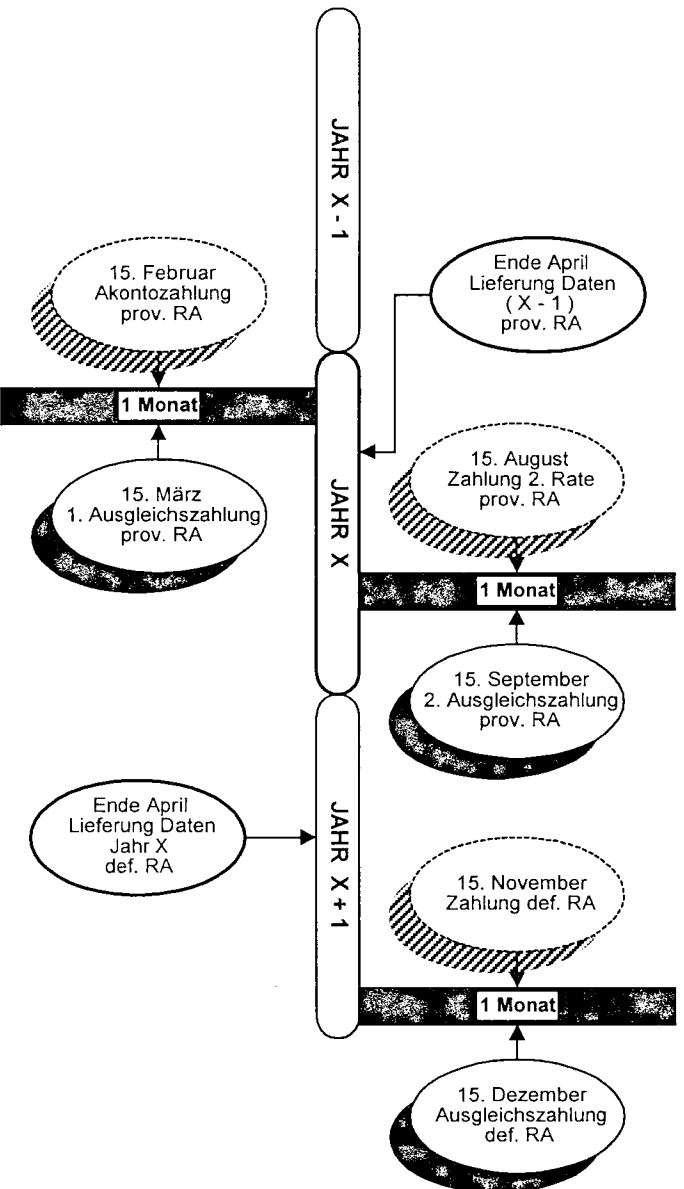 JAHR X - 1
15. Februar
Akontozahlung
prov. RA
Ende April
Lieferung Daten
( X - 1 )
prov. RA
1 Monat
15. März
1. Ausgleichszahlung
prov. RA
JAHR X
15. August
Zahlung 2. Rate
prov. RA
1 Monat
15. September
2. Ausgleichszahlung
prov. RA
Ende April
Lieferung Daten
Jahr X
def. RA
JAHR X + 1
15. November
Zahlung def. RA
1 Monat
15. Dezember
Ausgleichszahlung
def. RA